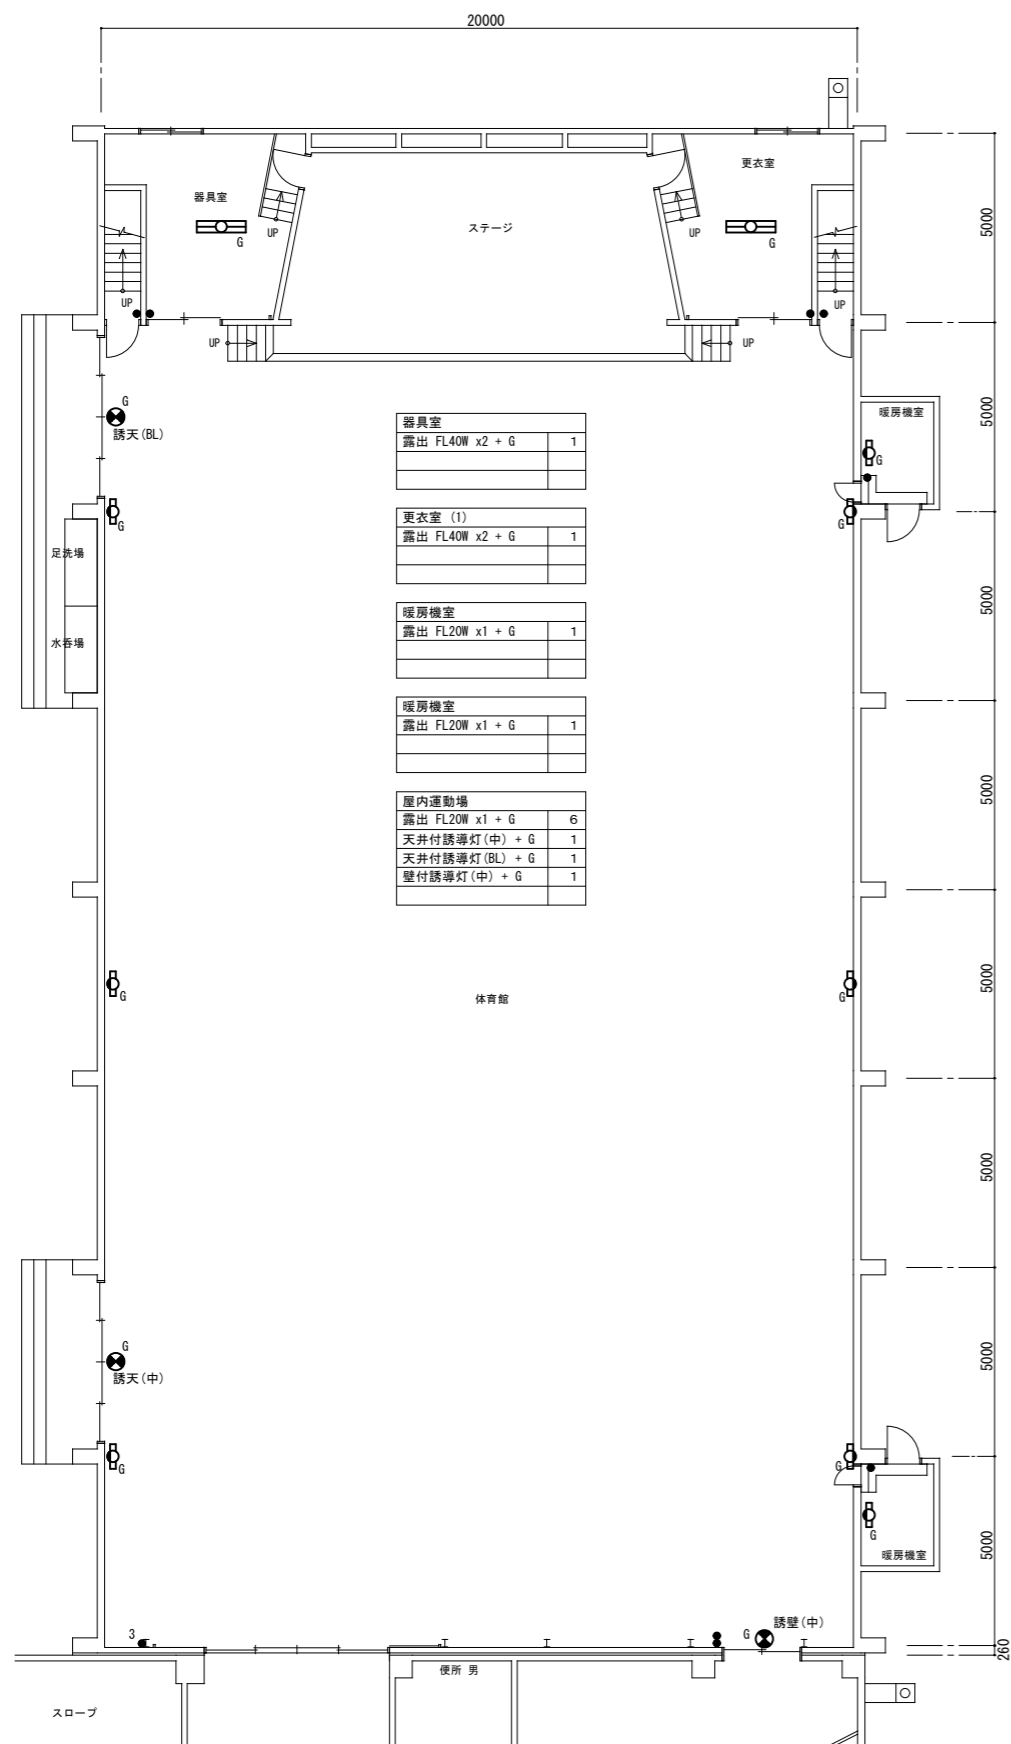 20000
更衣室
器具室
ステージ
G
G
UP
UP
UP
UP
UP
UP
5000
5000
5000
5000
5000
5000
5000
5000
260
G
誘天(BL)
暖房機室
G
G
G
足洗場
水呑場
器具室
露出 FL40W x2 + G 1
更衣室 (1)
露出 FL40W x2 + G 1
暖房機室
露出 FL20W x1 + G 1
暖房機室
露出 FL20W x1 + G 1
屋内運動場
露出 FL20W x1 + G 6
天井付誘導灯(中) + G 1
天井付誘導灯(BL) + G 1
壁付誘導灯(中) + G 1
G
G
体育館
G
誘天(中)
G
G
G
暖房機室
3
G
誘壁(中)
便所 男
スロープ